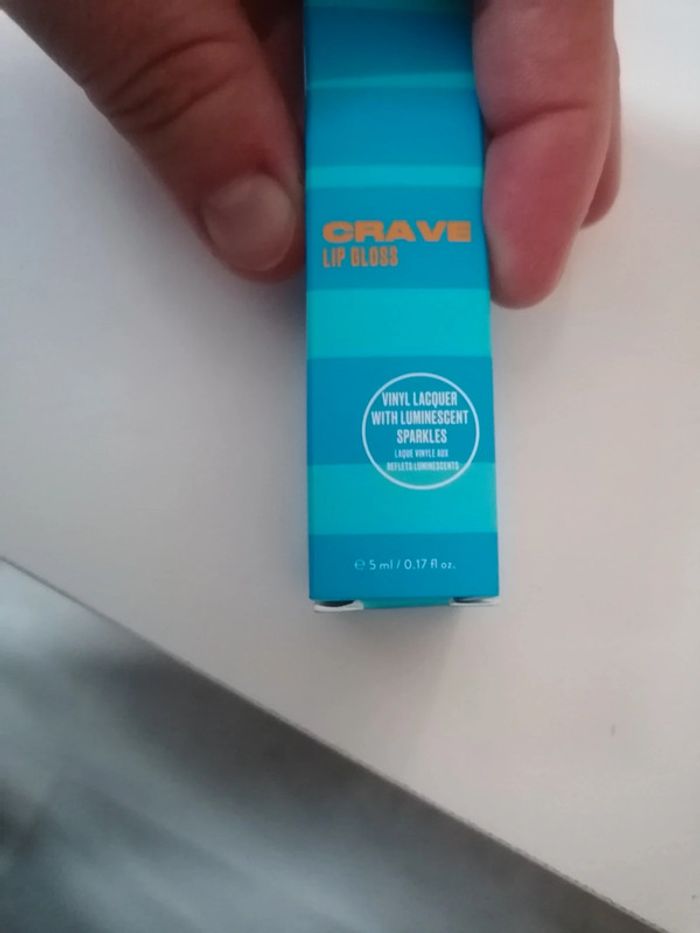 CRAVE
LIP GLOSS
VINYL LACQUER
WITH LUMINESCENT
SPARKLES
LAQUE VINYLE AUX
REFLETS LUMINESCENTS
℮ 5 ml / 0.17 fl oz.